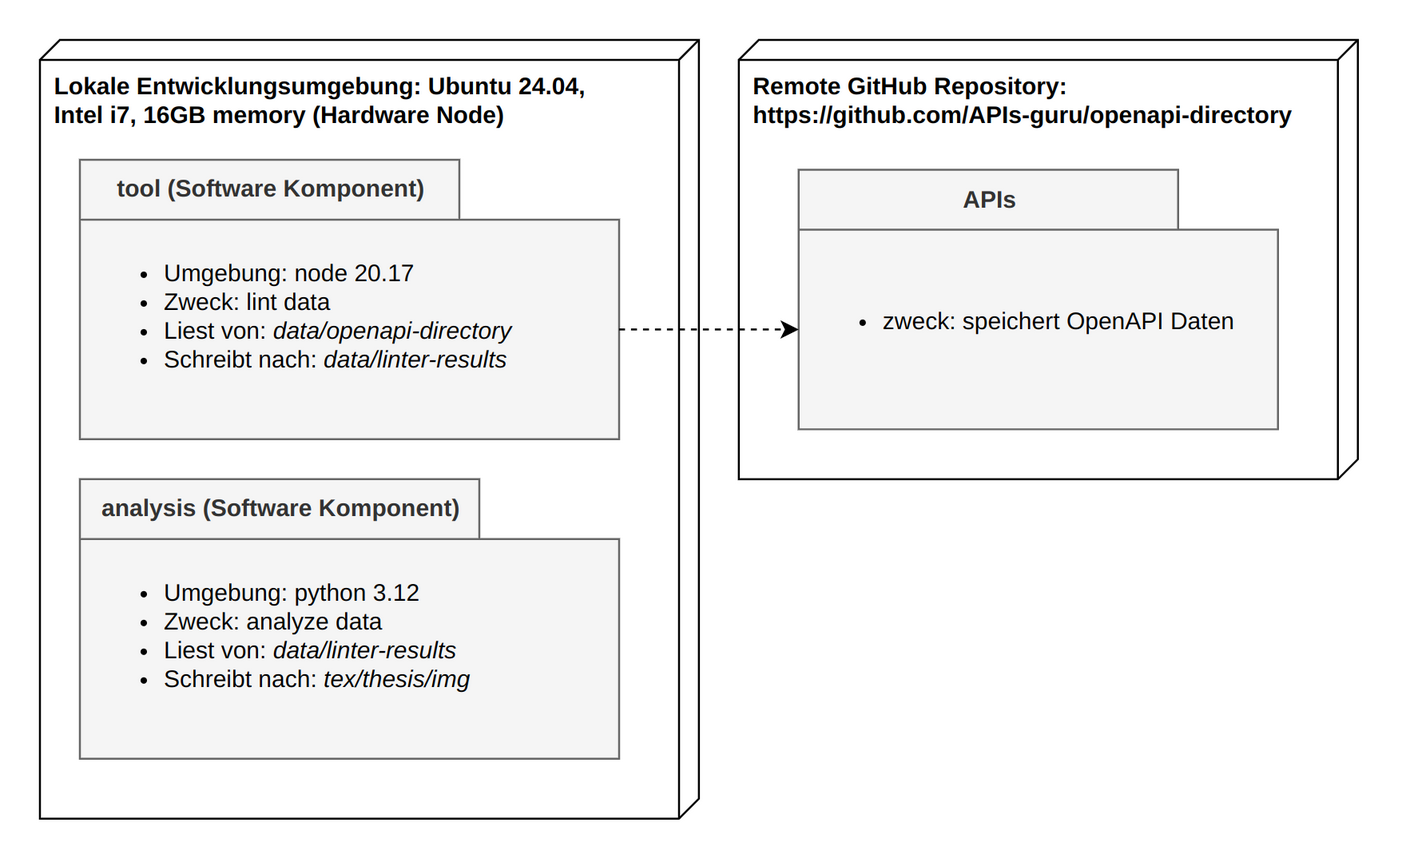 Lokale Entwicklungsumgebung: Ubuntu 24.04,
Intel i7, 16GB memory (Hardware Node)
tool (Software Komponent)
• Umgebung: node 20.17
• Zweck: lint data
• Liest von: data/openapi-directory
• Schreibt nach: data/linter-results
analysis (Software Komponent)
• Umgebung: python 3.12
• Zweck: analyze data
• Liest von: data/linter-results
• Schreibt nach: tex/thesis/img
Remote GitHub Repository:
https://github.com/APIs-guru/openapi-directory
APIs
• zweck: speichert OpenAPI Daten